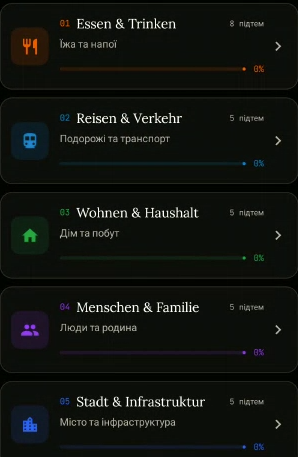 01 Essen & Trinken 8 підтем
Їжа та напої
0%
02 Reisen & Verkehr 5 підтем
Подорожі та транспорт
0%
03 Wohnen & Haushalt 5 підтем
Дім та побут
0%
04 Menschen & Familie 5 підтем
Люди та родина
0%
05 Stadt & Infrastruktur 5 підтем
Місто та інфраструктура
0%